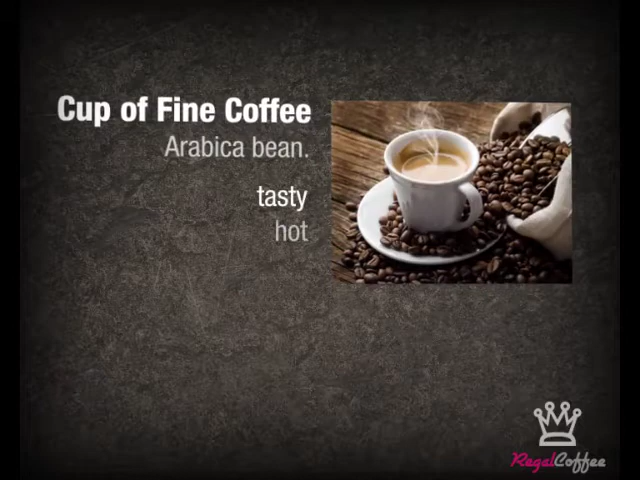 Cup of Fine Coffee
Arabica bean.
tasty
hot
RegalCoffee